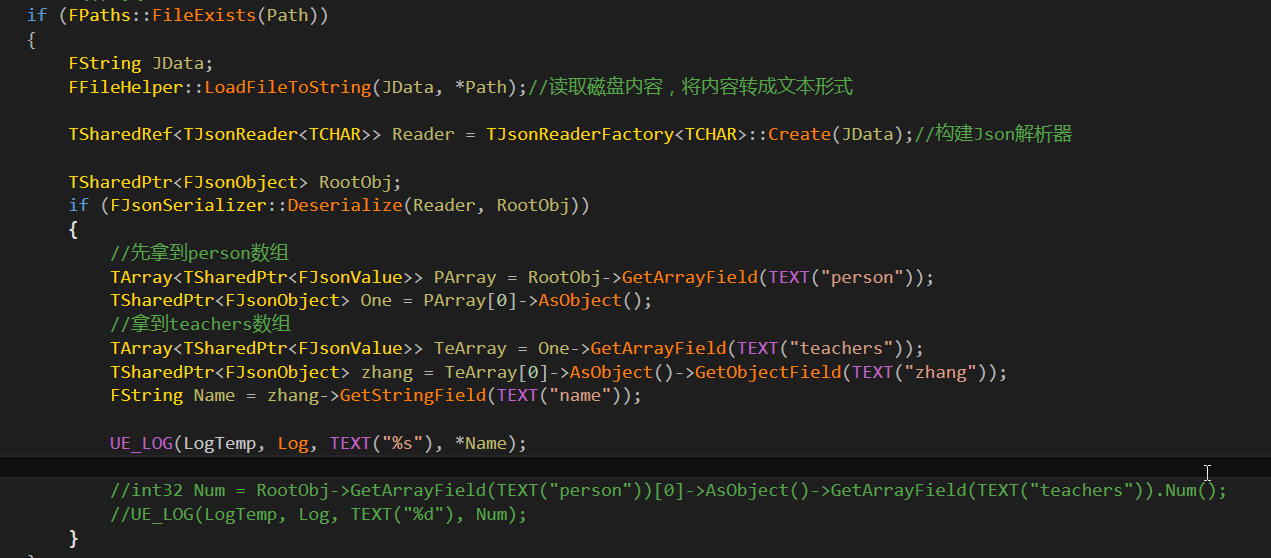 if (FPaths::FileExists(Path))
{
FString JData;
FFileHelper::LoadFileToString(JData, *Path);//读取磁盘内容，将内容转成文本形式
TSharedRef<TJsonReader<TCHAR>> Reader = TJsonReaderFactory<TCHAR>::Create(JData);//构建Json解析器
TSharedPtr<FJsonObject> RootObj;
if (FJsonSerializer::Deserialize(Reader, RootObj))
{
//先拿到person数组
TArray<TSharedPtr<FJsonValue>> PArray = RootObj->GetArrayField(TEXT("person"));
TSharedPtr<FJsonObject> One = PArray[0]->AsObject();
//拿到teachers数组
TArray<TSharedPtr<FJsonValue>> TeArray = One->GetArrayField(TEXT("teachers"));
TSharedPtr<FJsonObject> zhang = TeArray[0]->AsObject()->GetObjectField(TEXT("zhang"));
FString Name = zhang->GetStringField(TEXT("name"));
UE_LOG(LogTemp, Log, TEXT("%s"), *Name);
//int32 Num = RootObj->GetArrayField(TEXT("person"))[0]->AsObject()->GetArrayField(TEXT("teachers")).Num();
//UE_LOG(LogTemp, Log, TEXT("%d"), Num);
}